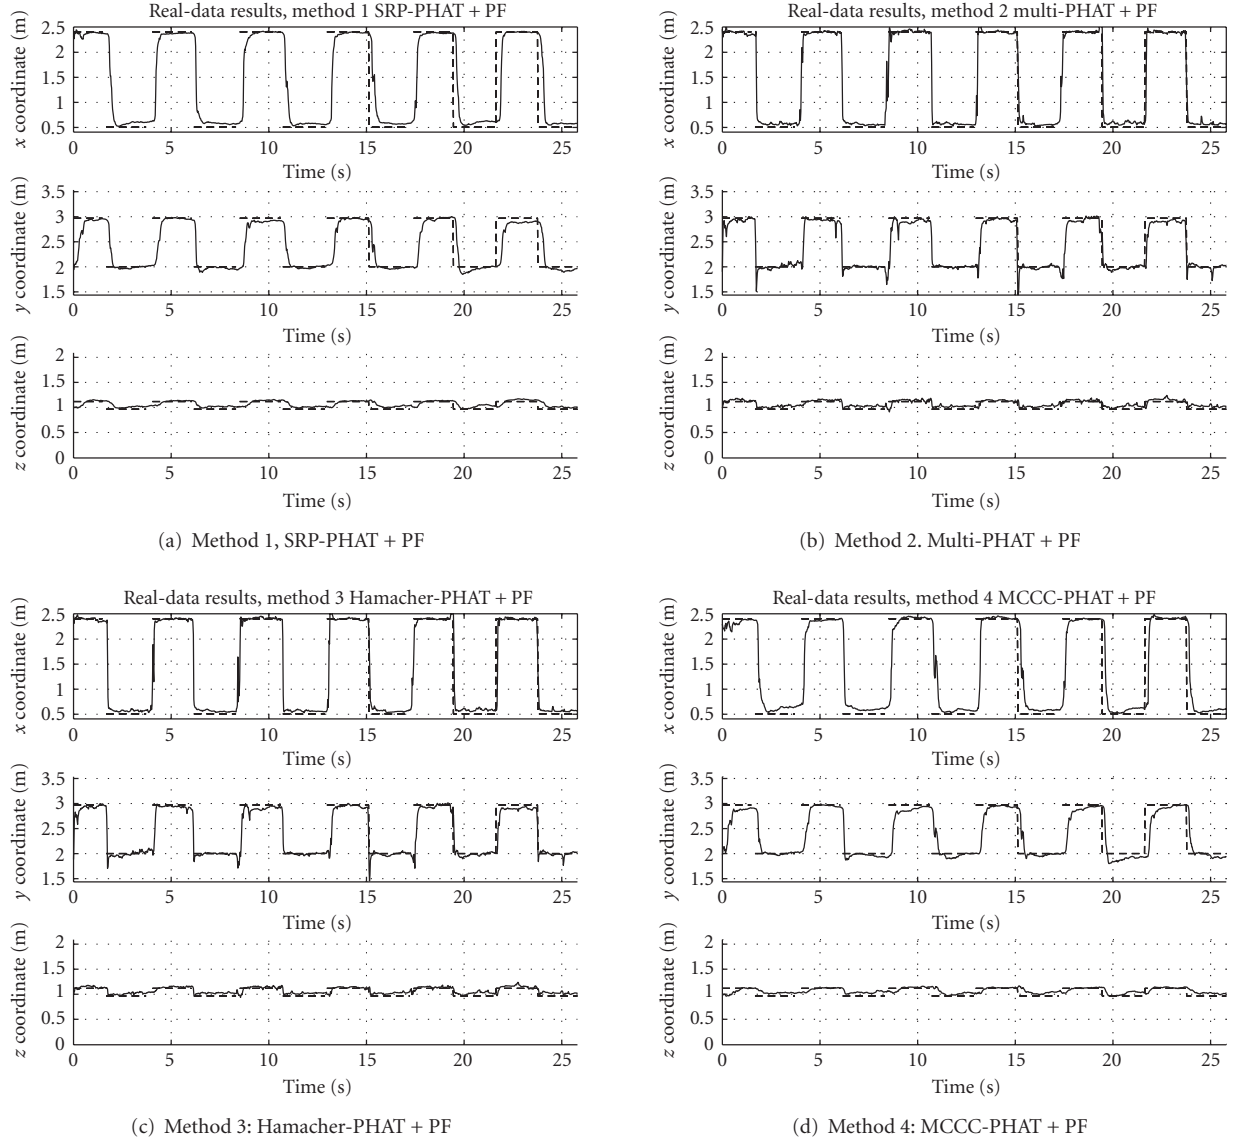 Real-data results, method 1 SRP-PHAT + PF
x coordinate (m)
2.5
2
1.5
1
0.5
0 5 10 15 20 25
Time (s)
y coordinate (m)
3.5
3
2.5
2
1.5
0 5 10 15 20 25
Time (s)
z coordinate (m)
2
1.5
1
0.5
0
0 5 10 15 20 25
Time (s)
(a) Method 1, SRP-PHAT + PF
Real-data results, method 2 multi-PHAT + PF
x coordinate (m)
2.5
2
1.5
1
0.5
0 5 10 15 20 25
Time (s)
y coordinate (m)
3.5
3
2.5
2
1.5
0 5 10 15 20 25
Time (s)
z coordinate (m)
2
1.5
1
0.5
0
0 5 10 15 20 25
Time (s)
(b) Method 2. Multi-PHAT + PF
Real-data results, method 3 Hamacher-PHAT + PF
x coordinate (m)
2.5
2
1.5
1
0.5
0 5 10 15 20 25
Time (s)
y coordinate (m)
3.5
3
2.5
2
1.5
0 5 10 15 20 25
Time (s)
z coordinate (m)
2
1.5
1
0.5
0
0 5 10 15 20 25
Time (s)
(c) Method 3: Hamacher-PHAT + PF
Real-data results, method 4 MCCC-PHAT + PF
x coordinate (m)
2.5
2
1.5
1
0.5
0 5 10 15 20 25
Time (s)
y coordinate (m)
3.5
3
2.5
2
1.5
0 5 10 15 20 25
Time (s)
z coordinate (m)
2
1.5
1
0.5
0
0 5 10 15 20 25
Time (s)
(d) Method 4: MCCC-PHAT + PF